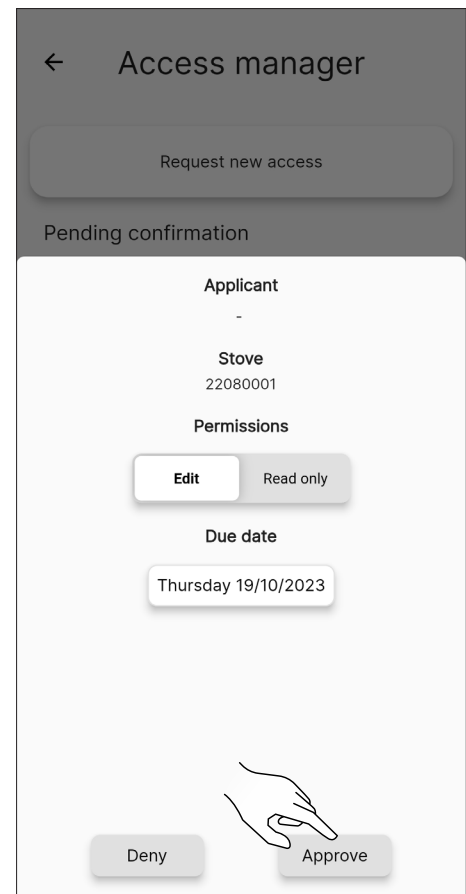 Access manager
Request new access
Pending confirmation
Applicant
-
Stove
22080001
Permissions
Edit Read only
Due date
Thursday 19/10/2023
Deny Approve